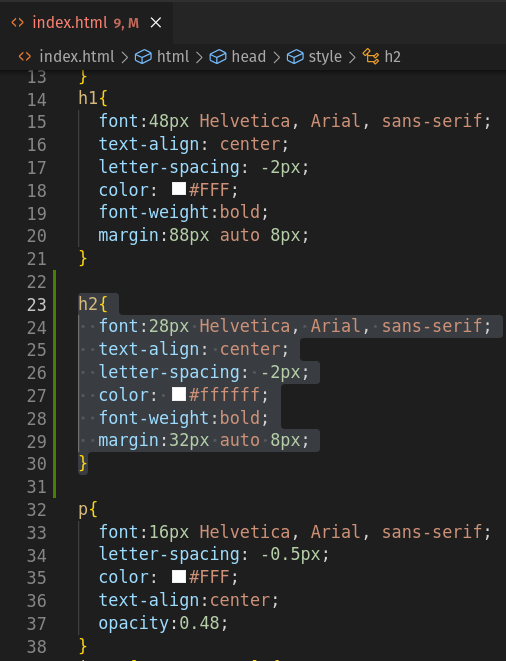 index.html 9, M
index.html > html > head > style > h2
13 }
14 h1{
15 font:48px Helvetica, Arial, sans-serif;
16 text-align: center;
17 letter-spacing: -2px;
18 color: #FFF;
19 font-weight:bold;
20 margin:88px auto 8px;
21 }
22
23 h2{
24 font:28px Helvetica, Arial, sans-serif;
25 text-align: center;
26 letter-spacing: -2px;
27 color: #ffffff;
28 font-weight:bold;
29 margin:32px auto 8px;
30 }
31
32 p{
33 font:16px Helvetica, Arial, sans-serif;
34 letter-spacing: -0.5px;
35 color: #FFF;
36 text-align:center;
37 opacity:0.48;
38 }